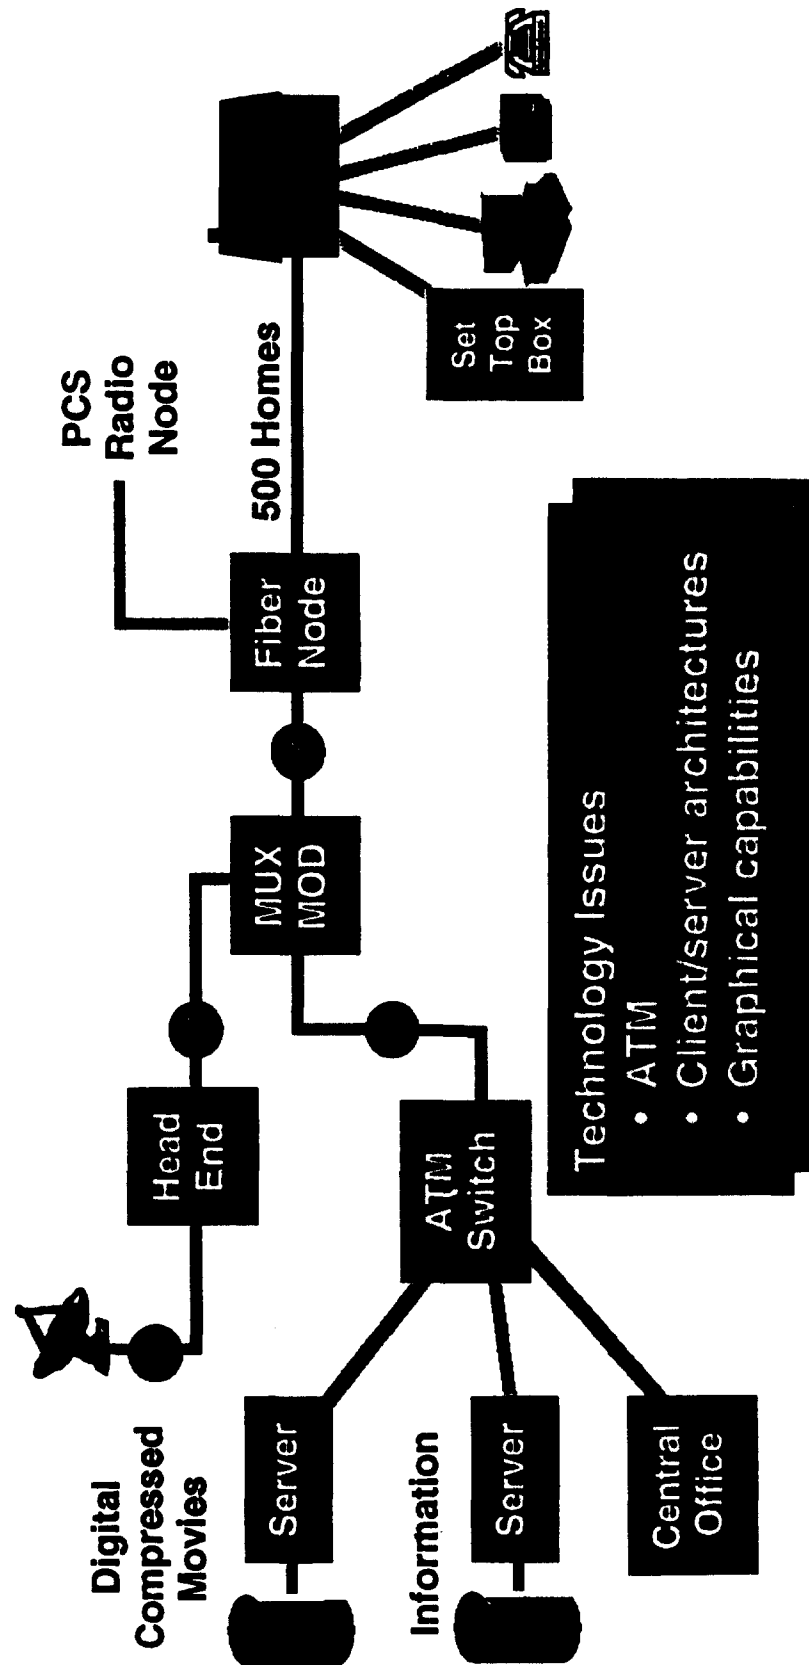 Digital
Compressed
Movies
Server
Information
Server
Central
Office
Head
End
ATM
Switch
MUX
MOD
Fiber
Node
PCS
Radio
Node
500 Homes
Set
Top
Box
Technology Issues
• ATM
• Client/server architectures
• Graphical capabilities